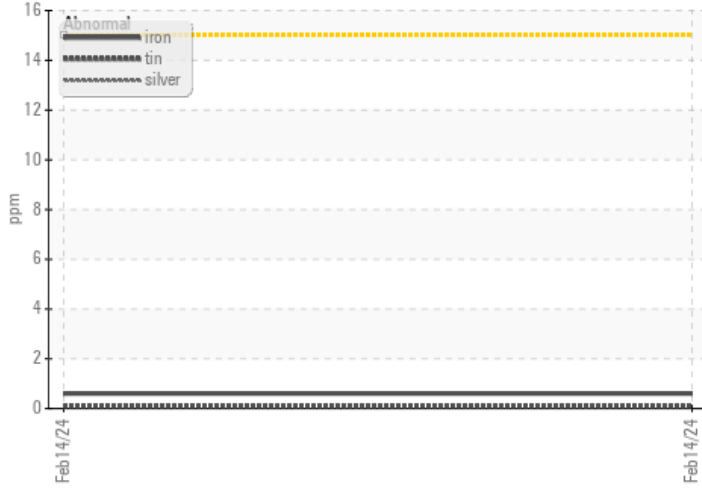 16
14
12
10
8
6
4
2
0
ppm
Abnormal
iron
tin
silver
Feb14/24
Feb14/24